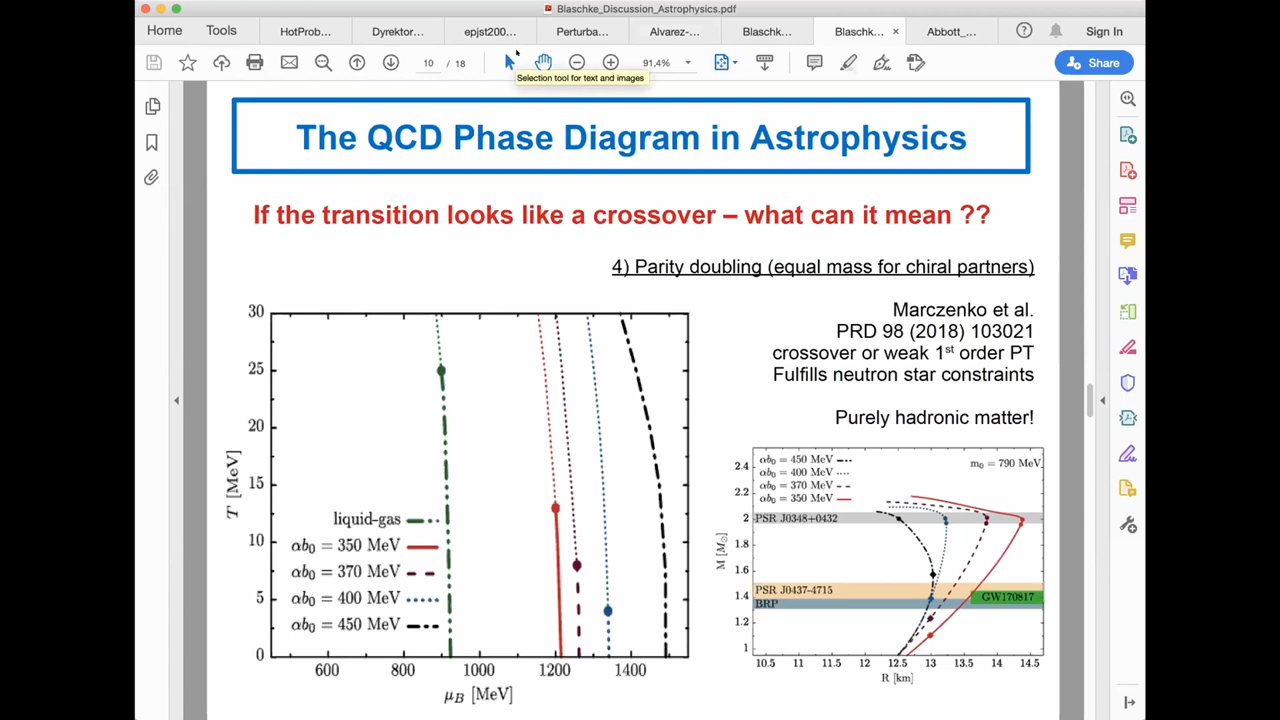 Blaschke_Discussion_Astrophysics.pdf
Home Tools HotProb... Dyrektor... epjst200... Perturba... Alvarez-... Blaschk... Blaschk... × Abbott_... Sign In
10 / 18 91,4% Share
Selection tool for text and images
The QCD Phase Diagram in Astrophysics
If the transition looks like a crossover – what can it mean ??
4) Parity doubling (equal mass for chiral partners)
Marczenko et al.
PRD 98 (2018) 103021
crossover or weak 1st order PT
Fulfills neutron star constraints
Purely hadronic matter!
30
25
20
15
10
5
0
T [MeV]
liquid-gas
αb₀ = 350 MeV
αb₀ = 370 MeV
αb₀ = 400 MeV
αb₀ = 450 MeV
600 800 1000 1200 1400
μB [MeV]
αb₀ = 450 MeV
αb₀ = 400 MeV
αb₀ = 370 MeV
αb₀ = 350 MeV
m₀ = 790 MeV
2.4
2.2
2
1.8
1.6
1.4
1.2
1
M [M⊙]
PSR J0348+0432
PSR J0437-4715
GW170817
BRP
10.5 11 11.5 12 12.5 13 13.5 14 14.5
R [km]